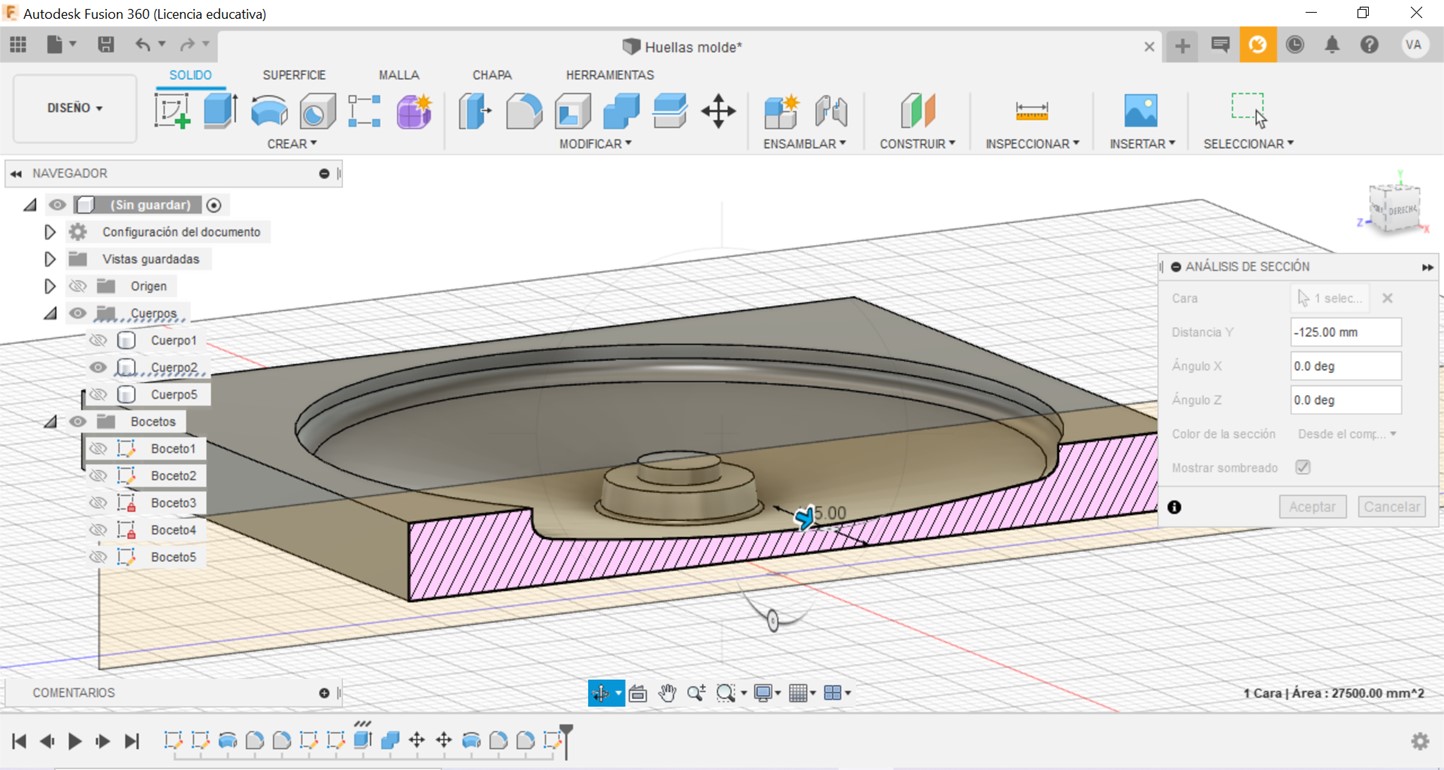 Autodesk Fusion 360 (Licencia educativa)
Huellas molde*
VA
SOLIDO SUPERFICIE MALLA CHAPA HERRAMIENTAS
DISEÑO
CREAR MODIFICAR ENSAMBLAR CONSTRUIR INSPECCIONAR INSERTAR SELECCIONAR
NAVEGADOR
(Sin guardar)
Configuración del documento
Vistas guardadas
Origen
Cuerpos
Cuerpo1
Cuerpo2
Cuerpo5
Bocetos
Boceto1
Boceto2
Boceto3
Boceto4
Boceto5
Y
DERECHA
Z
X
ANÁLISIS DE SECCIÓN
Cara 1 selec...
Distancia Y -125.00 mm
Ángulo X 0.0 deg
Ángulo Z 0.0 deg
Color de la sección Desde el comp...
Mostrar sombreado
Aceptar Cancelar
5.00
COMENTARIOS
1 Cara | Área : 27500.00 mm^2